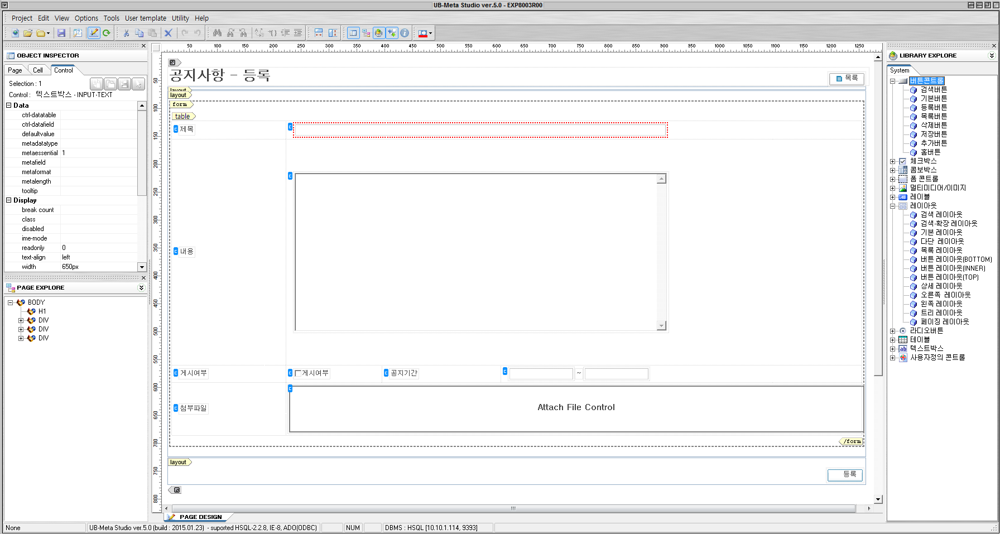 UB-Meta Studio ver.5.0 - EXP8003R00
Project Edit View Options Tools User template Utility Help
OBJECT INSPECTOR
Page Cell Control
Selection : 1
Control : 텍스트박스 - INPUT-TEXT
Data
ctrl-datatable
ctrl-datafield
defaultvalue
metadatatype
metaessential 1
metafield
metaformat
metalength
tooltip
Display
break count
class
disabled
ime-mode
readonly 0
text-align left
width 650px
PAGE EXPLORE
BODY
H1
DIV
DIV
DIV
50 100 150 200 250 300 350 400 450 500 550 600 650 700 750 800 850 900 950 1000 1050 1100 1150 1200 1250
50
100
150
200
250
300
350
400
450
500
550
600
650
700
750
800
공지사항 - 등록
목록
layout
layout
form
table
c 제목 c
c
c 내용
c 게시여부 c 게시여부 c 공지기간 c ~
c
Attach File Control
c 첨부파일
/form
layout
등록
PAGE DESIGN
LIBRARY EXPLORE
System
버튼콘트롤
검색버튼
기본버튼
등록버튼
목록버튼
삭제버튼
저장버튼
추가버튼
홈버튼
체크박스
콤보박스
폼 콘트롤
멀티미디어/이미지
레이블
레이아웃
검색 레이아웃
검색-확장 레이아웃
기본 레이아웃
다단 레이아웃
목록 레이아웃
버튼 레이아웃(BOTTOM)
버튼 레이아웃(INNER)
버튼 레이아웃(TOP)
상세 레이아웃
오른쪽 레이아웃
왼쪽 레이아웃
트리 레이아웃
페이징 레이아웃
라디오버튼
테이블
텍스트박스
사용자정의 콘트롤
None UB-Meta Studio ver.5.0 (build : 2015.01.23) - suported HSQL-2.2.8, IE-8, ADO(ODBC) NUM DBMS : HSQL [10.10.1.114, 9393]